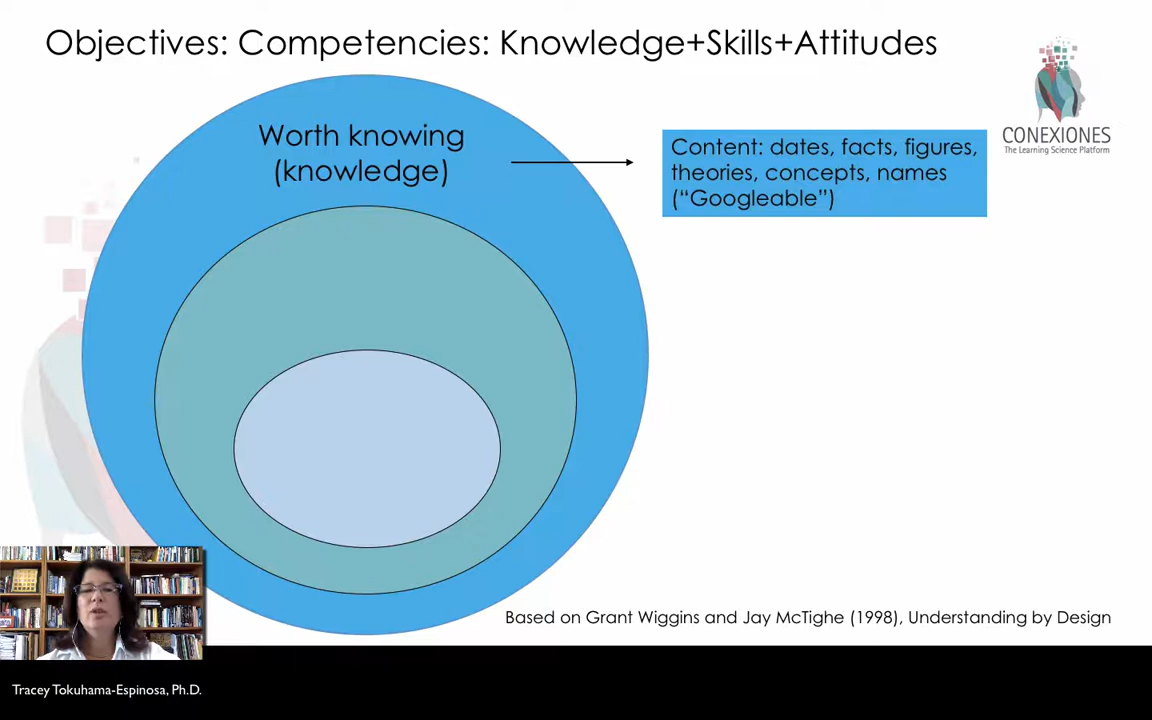 Objectives: Competencies: Knowledge+Skills+Attitudes
CONEXIONES
The Learning Science Platform
Worth knowing
(knowledge)
Content: dates, facts, figures,
theories, concepts, names
(“Googleable”)
Based on Grant Wiggins and Jay McTighe (1998), Understanding by Design
Tracey Tokuhama-Espinosa, Ph.D.